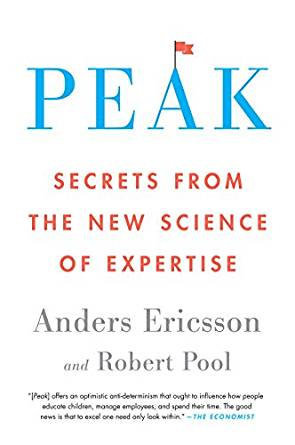 PEAK
SECRETS FROM
THE NEW SCIENCE
OF EXPERTISE
Anders Ericsson
and Robert Pool
"[Peak] offers an optimistic anti-determinism that ought to influence how people
educate children, manage employees, and spend their time. The good
news is that to excel one need only look within." —THE ECONOMIST